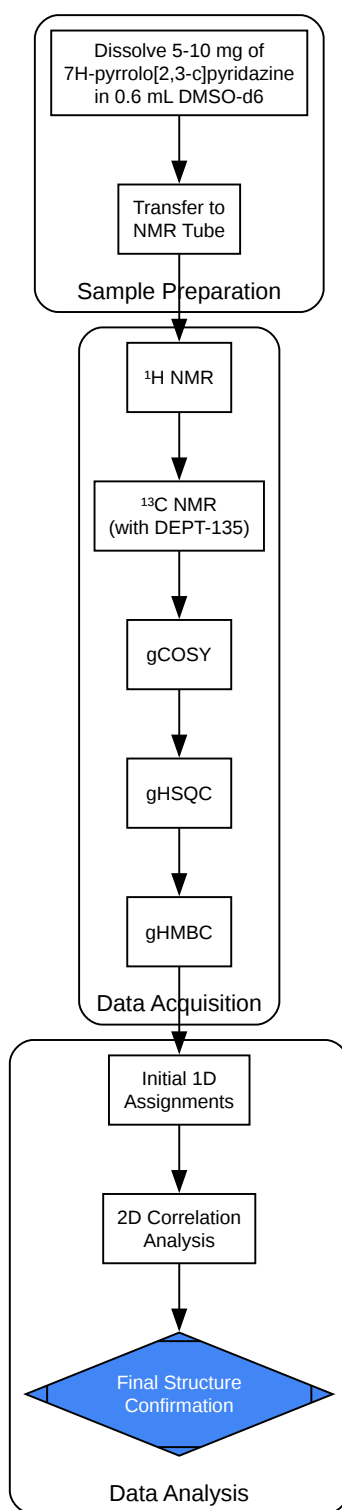 Dissolve 5-10 mg of
7H-pyrrolo[2,3-c]pyridazine
in 0.6 mL DMSO-d6
Transfer to
NMR Tube
Sample Preparation
¹H NMR
¹³C NMR
(with DEPT-135)
gCOSY
gHSQC
gHMBC
Data Acquisition
Initial 1D
Assignments
2D Correlation
Analysis
Final Structure
Confirmation
Data Analysis